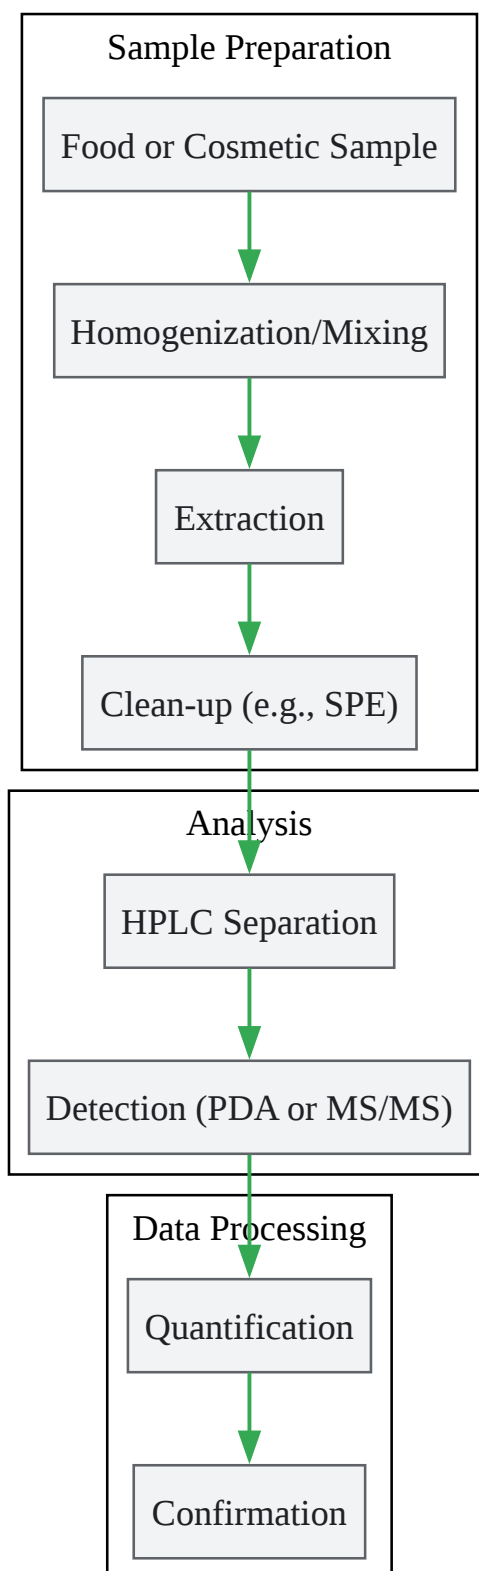 Sample Preparation
Food or Cosmetic Sample
Homogenization/Mixing
Extraction
Clean-up (e.g., SPE)
Analysis
HPLC Separation
Detection (PDA or MS/MS)
Data Processing
Quantification
Confirmation